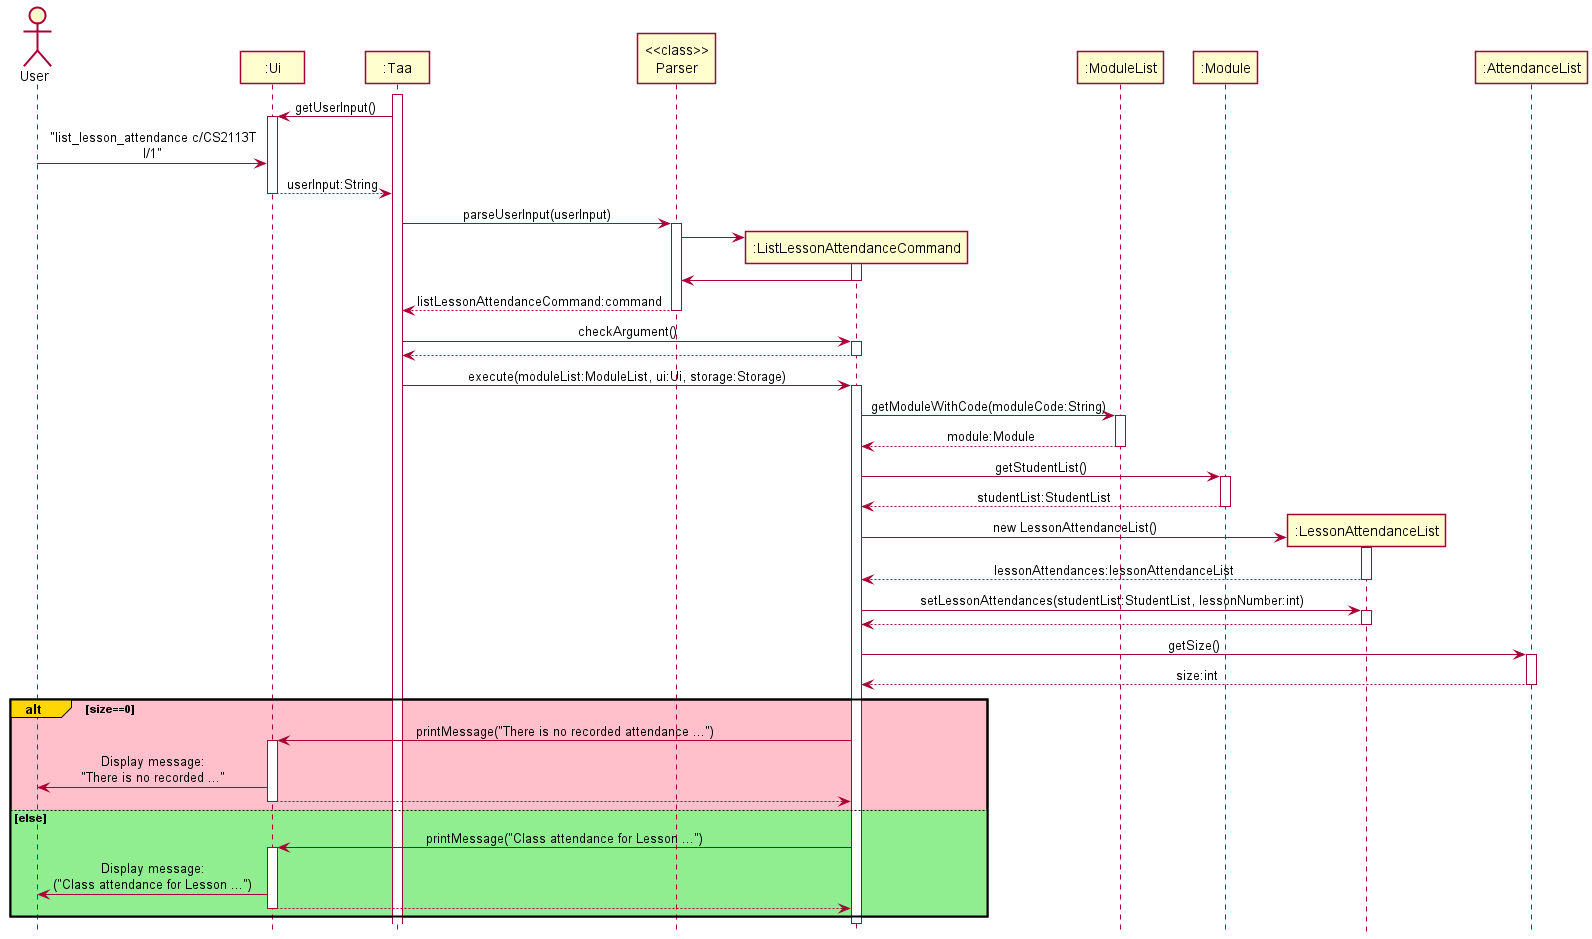 User
:Ui
:Taa
<<class>>
Parser
:ModuleList
:Module
:AttendanceList
getUserInput()
"list_lesson_attendance c/CS2113T
l/1"
userInput:String
parseUserInput(userInput)
:ListLessonAttendanceCommand
listLessonAttendanceCommand:command
checkArgument()
execute(moduleList:ModuleList, ui:Ui, storage:Storage)
getModuleWithCode(moduleCode:String)
module:Module
getStudentList()
studentList:StudentList
new LessonAttendanceList()
:LessonAttendanceList
lessonAttendances:lessonAttendanceList
setLessonAttendances(studentList:StudentList, lessonNumber:int)
getSize()
size:int
alt [size==0]
printMessage("There is no recorded attendance ...")
Display message:
"There is no recorded ..."
[else]
printMessage("Class attendance for Lesson ...")
Display message:
("Class attendance for Lesson ...")